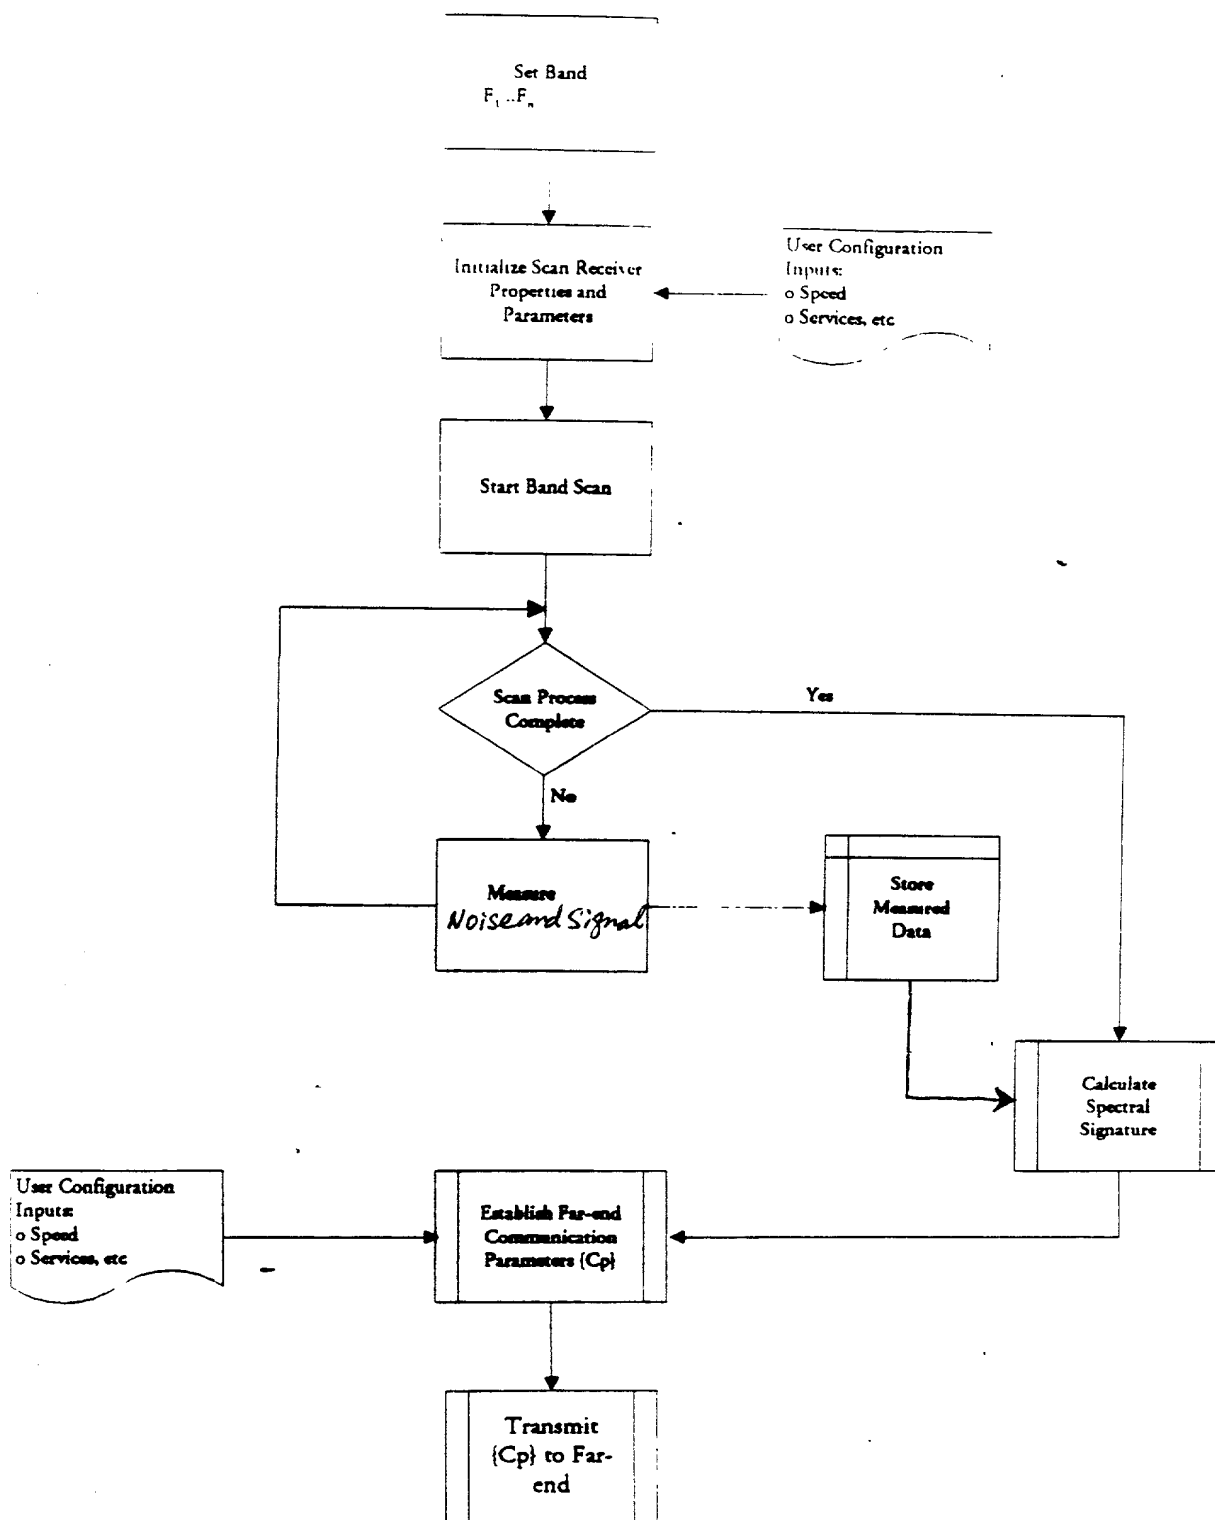 Set Band
F₁ ..Fₙ
Initialize Scan Receiver
Properties and
Parameters
User Configuration
Inputs:
o Speed
o Services, etc
Start Band Scan
Scan Process
Complete
Yes
No
Measure
Noise and Signal
Store
Measured
Data
Calculate
Spectral
Signature
User Configuration
Inputs:
o Speed
o Services, etc
Establish Far-end
Communication
Parameters {Cp}
Transmit
{Cp} to Far-
end